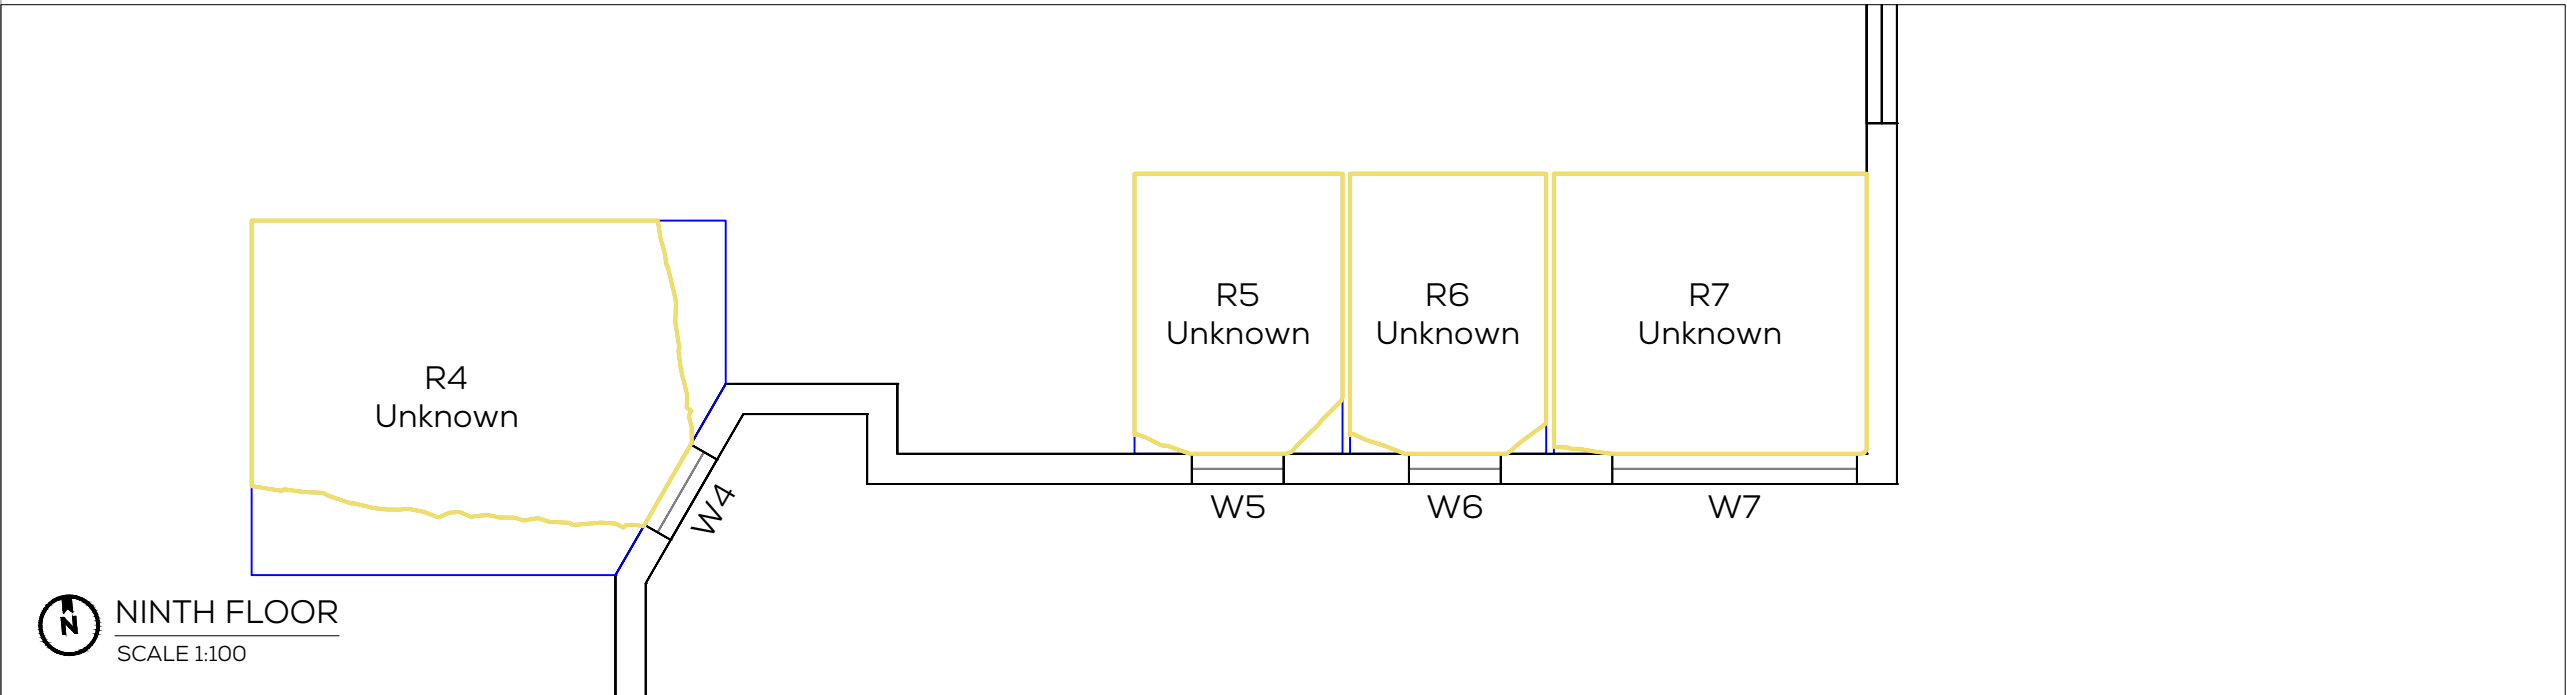 R4
Unknown
W4
R5
Unknown
R6
Unknown
R7
Unknown
W5
W6
W7
N
NINTH FLOOR
SCALE 1:100